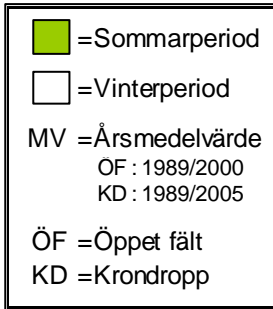 =Sommarperiod
=Vinterperiod
MV =Årsmedelvärde
ÖF : 1989/2000
KD : 1989/2005
ÖF =Öppet fält
KD =Krondropp